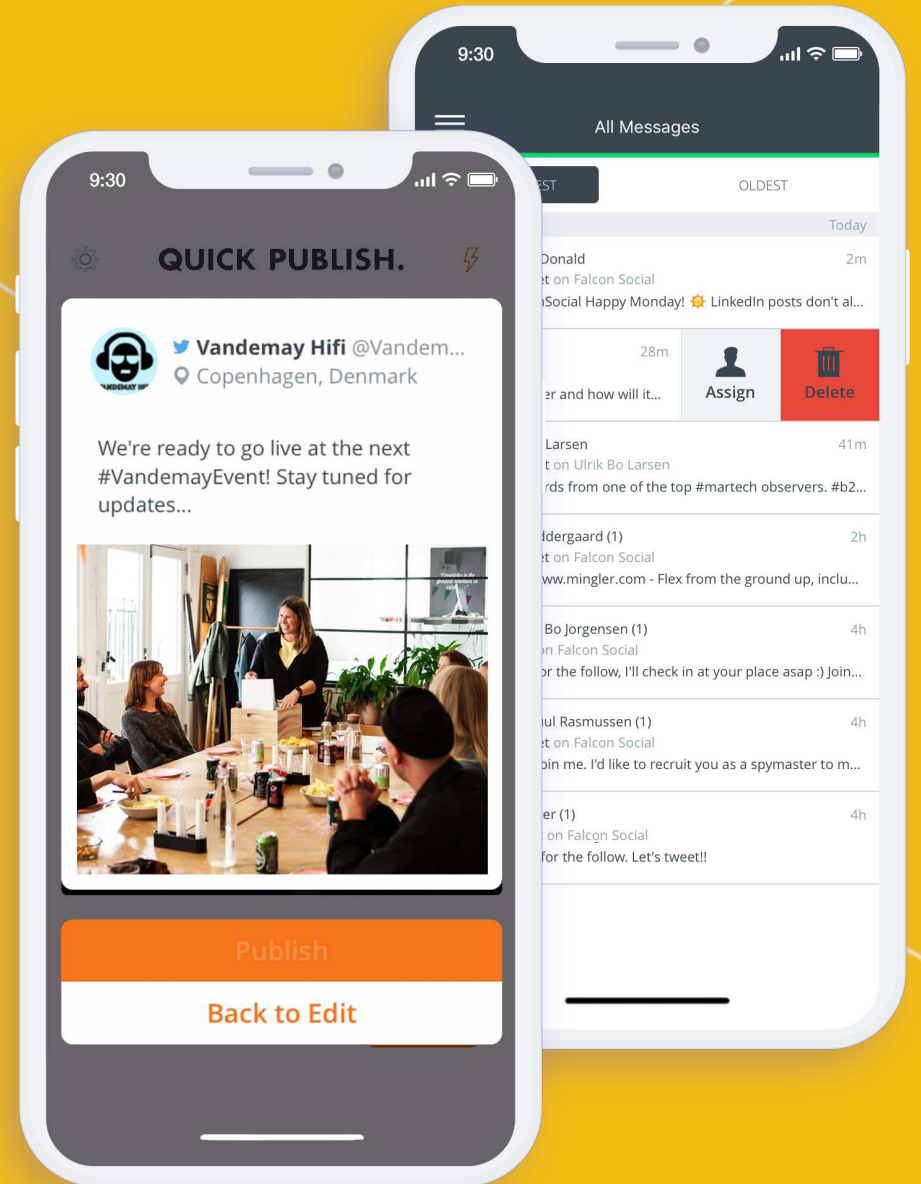 9:30
QUICK PUBLISH.
Vandemay Hifi @Vandem...
Copenhagen, Denmark
We're ready to go live at the next
#VandemayEvent! Stay tuned for
updates...
Publish
Back to Edit
9:30
All Messages
OLDEST
Today
Donald
2m
on Falcon Social
Happy Monday! ☀️ LinkedIn posts don't al...
28m
er and how will it...
Assign
Delete
Larsen
41m
on Ulrik Bo Larsen
rds from one of the top #martech observers. #b2...
ddergaard (1)
2h
on Falcon Social
ww.mingler.com - Flex from the ground up, inclu...
Bo Jorgensen (1)
4h
on Falcon Social
or the follow, I'll check in at your place asap :) Join...
ul Rasmussen (1)
4h
on Falcon Social
oin me. I'd like to recruit you as a spymaster to m...
er (1)
4h
on Falcon Social
for the follow. Let's tweet!!